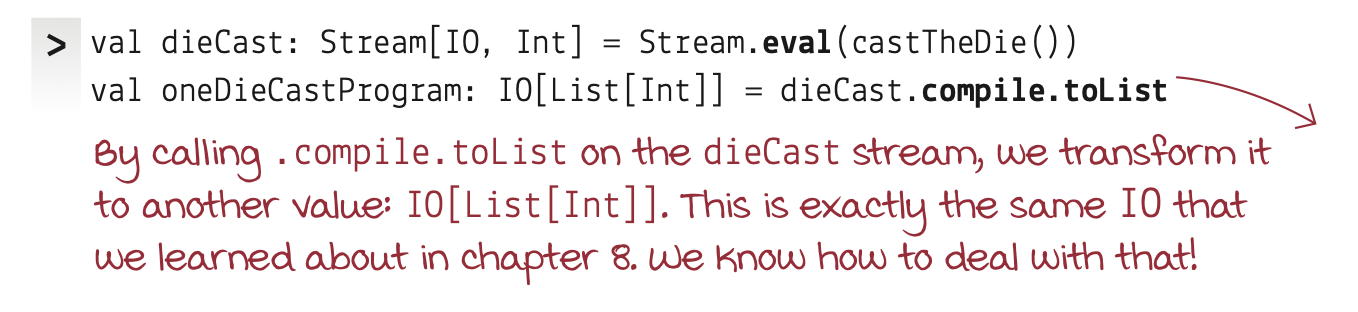 > val dieCast: Stream[IO, Int] = Stream.eval(castTheDie())
val oneDieCastProgram: IO[List[Int]] = dieCast.compile.toList
By calling .compile.toList on the dieCast stream, we transform it
to another value: IO[List[Int]]. This is exactly the same IO that
we learned about in chapter 8. We know how to deal with that!